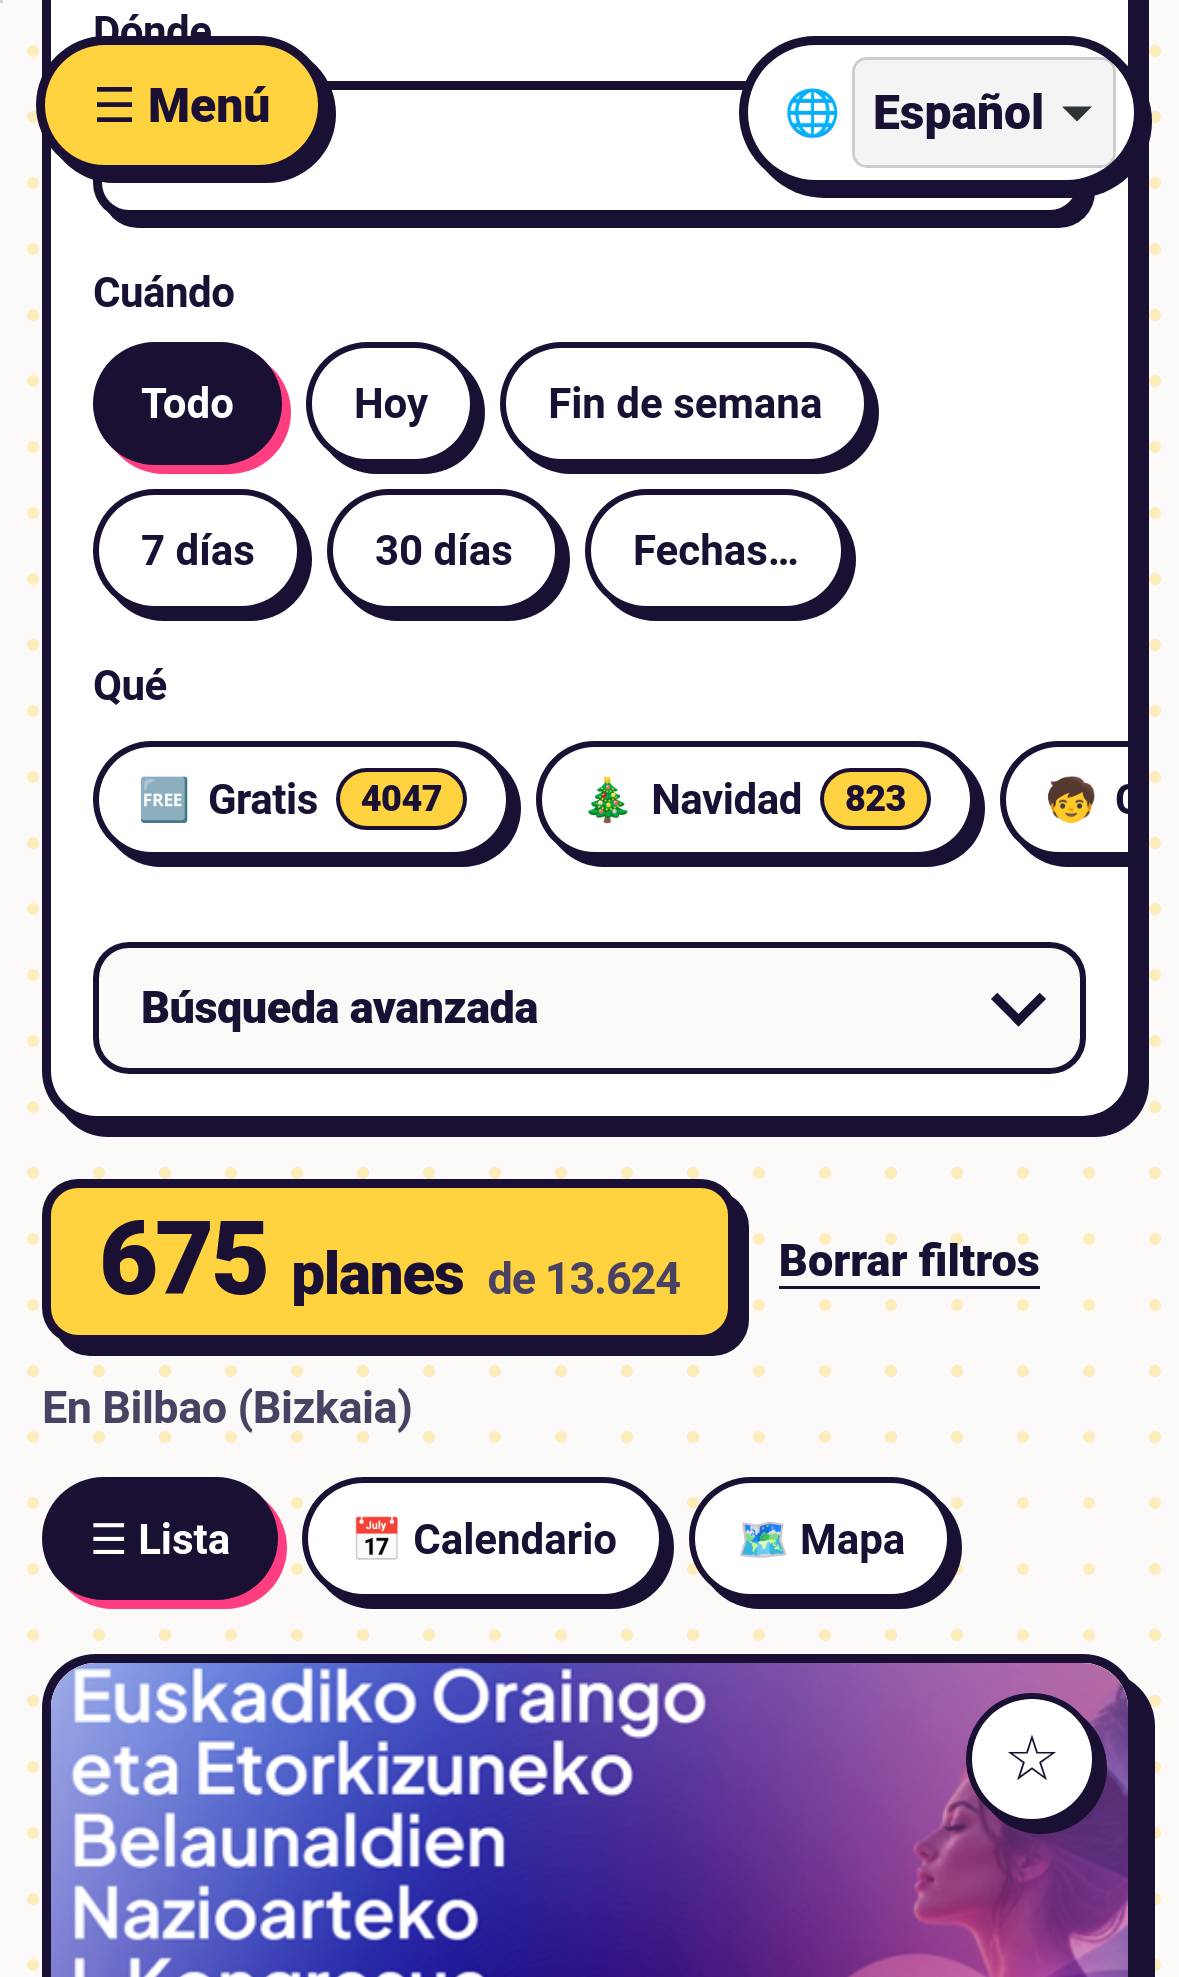 Dónde
☰ Menú
Español
Cuándo
Todo
Hoy
Fin de semana
7 días
30 días
Fechas...
Qué
FREE Gratis 4047
Navidad 823
Búsqueda avanzada
675 planes de 13.624
Borrar filtros
En Bilbao (Bizkaia)
☰ Lista
July 17 Calendario
Mapa
Euskadiko Oraingo
eta Etorkizuneko
Belaunaldien
Nazioarteko
I. Kongresua